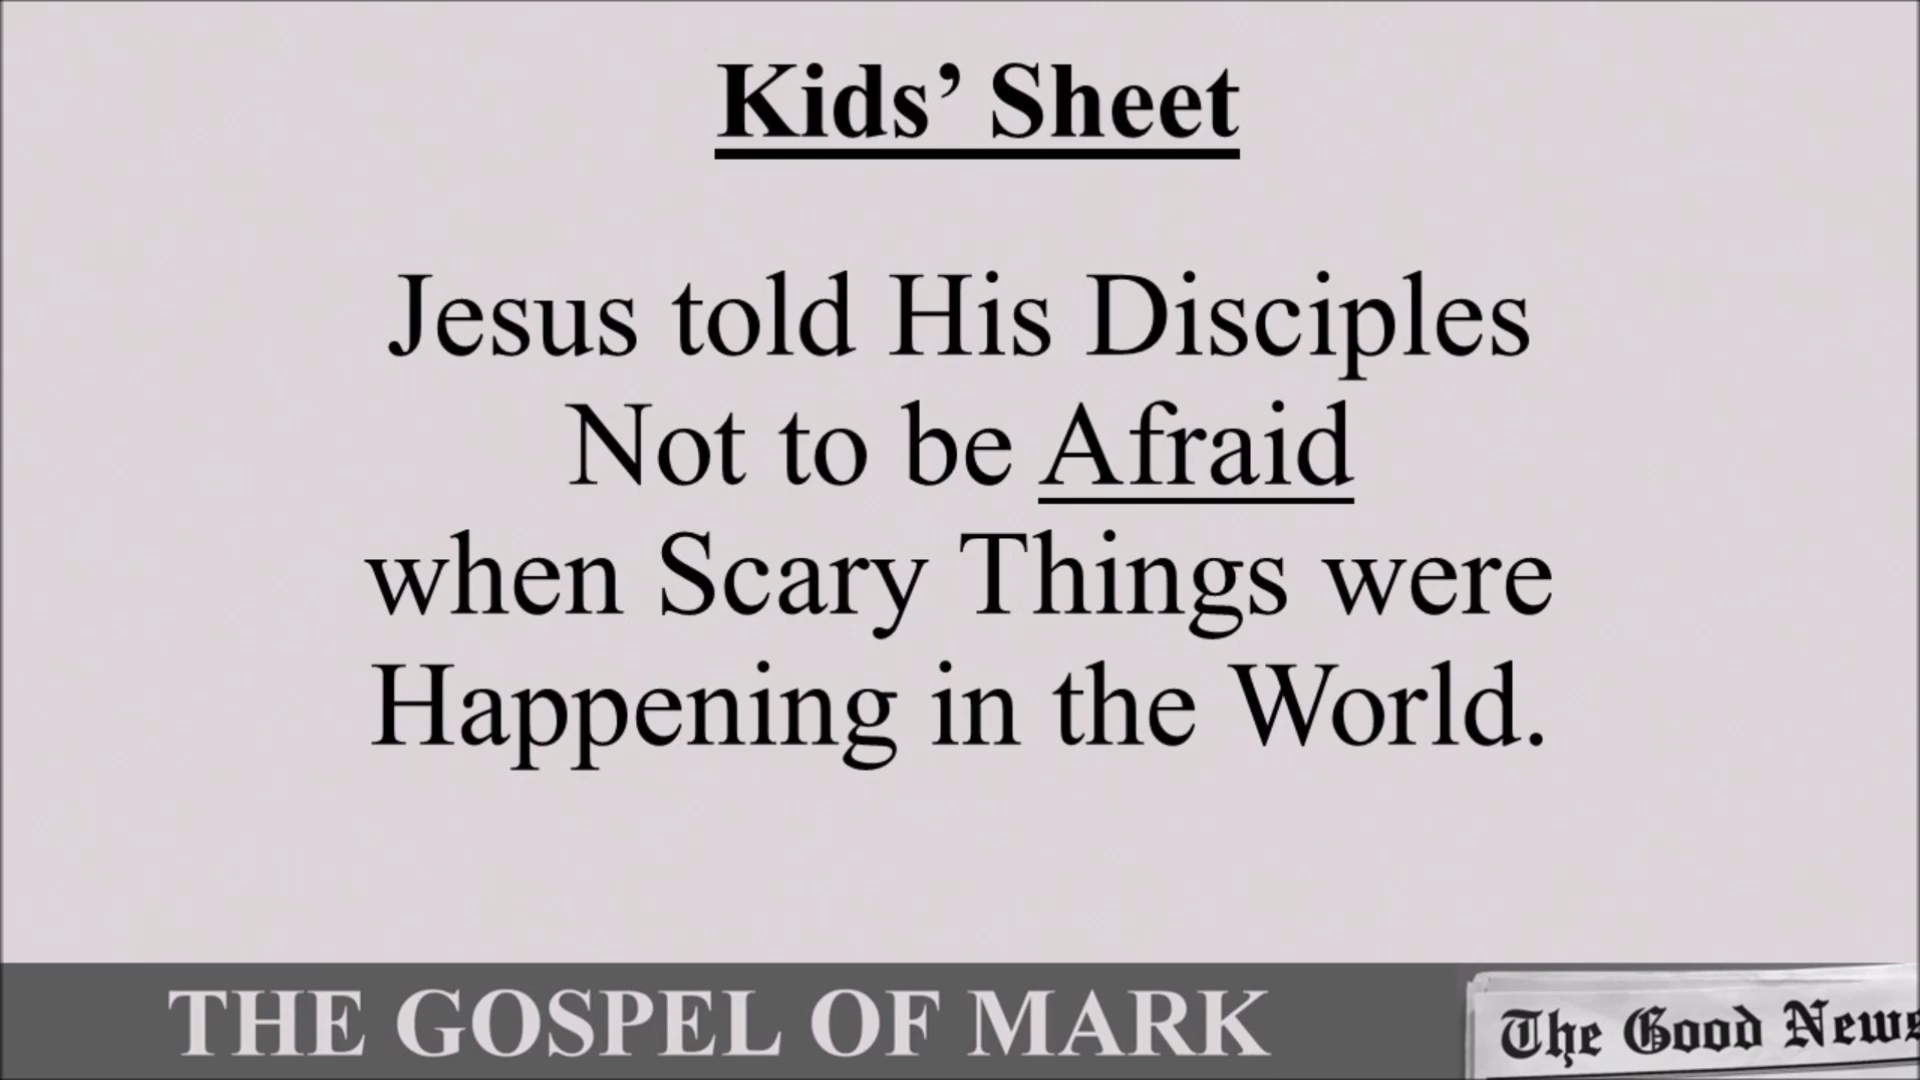 Kids’ Sheet
Jesus told His Disciples
Not to be Afraid
when Scary Things were
Happening in the World.
THE GOSPEL OF MARK
The Good News